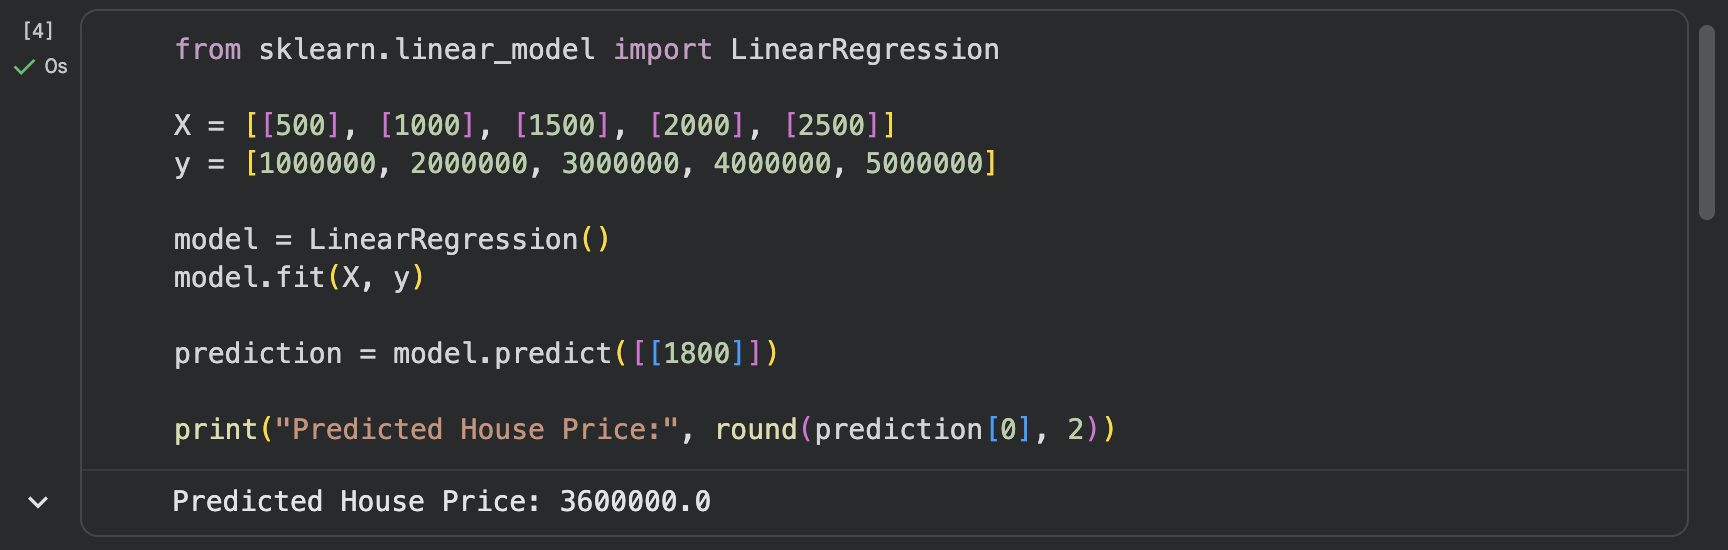 [4]
0s
from sklearn.linear_model import LinearRegression
X = [[500], [1000], [1500], [2000], [2500]]
y = [1000000, 2000000, 3000000, 4000000, 5000000]
model = LinearRegression()
model.fit(X, y)
prediction = model.predict([[1800]])
print("Predicted House Price:", round(prediction[0], 2))
Predicted House Price: 3600000.0